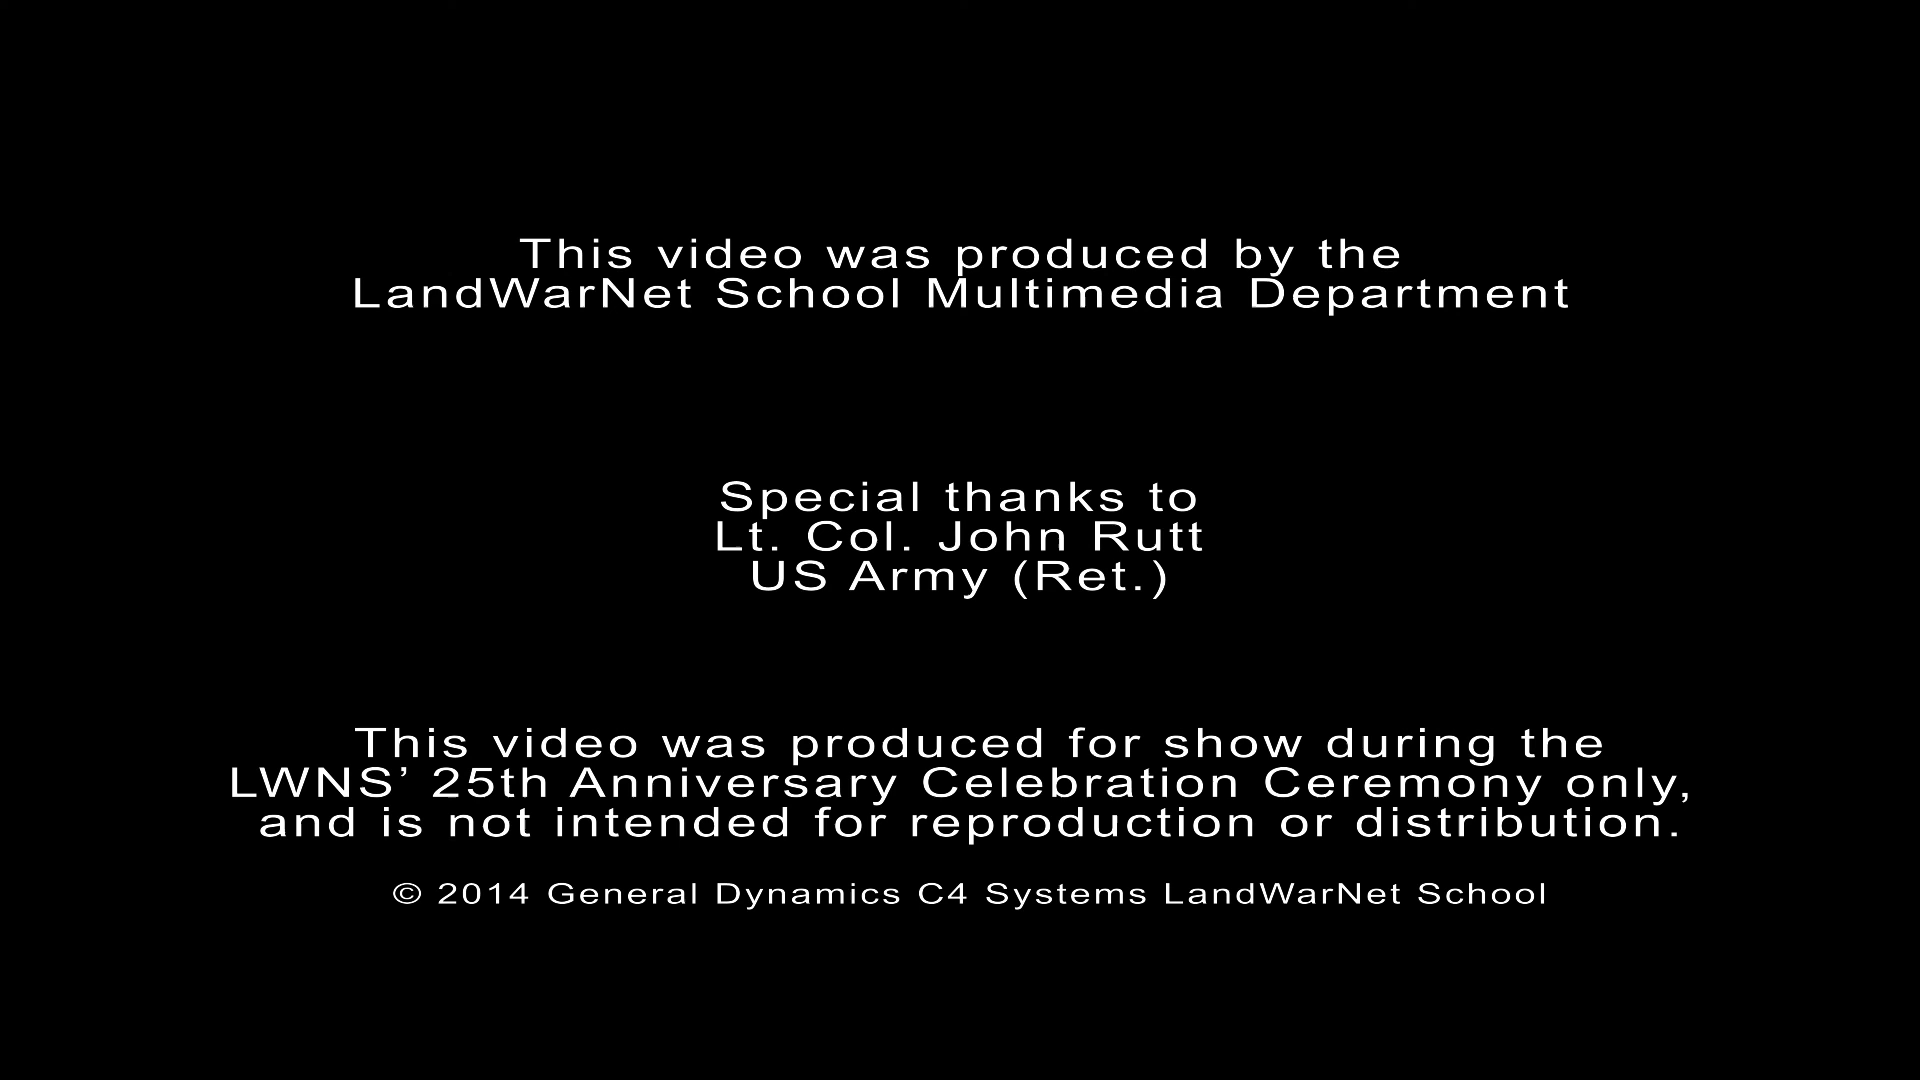 This video was produced by the
LandWarNet School Multimedia Department
Special thanks to
Lt. Col. John Rutt
US Army (Ret.)
This video was produced for show during the
LWNS’ 25th Anniversary Celebration Ceremony only,
and is not intended for reproduction or distribution.
© 2014 General Dynamics C4 Systems LandWarNet School